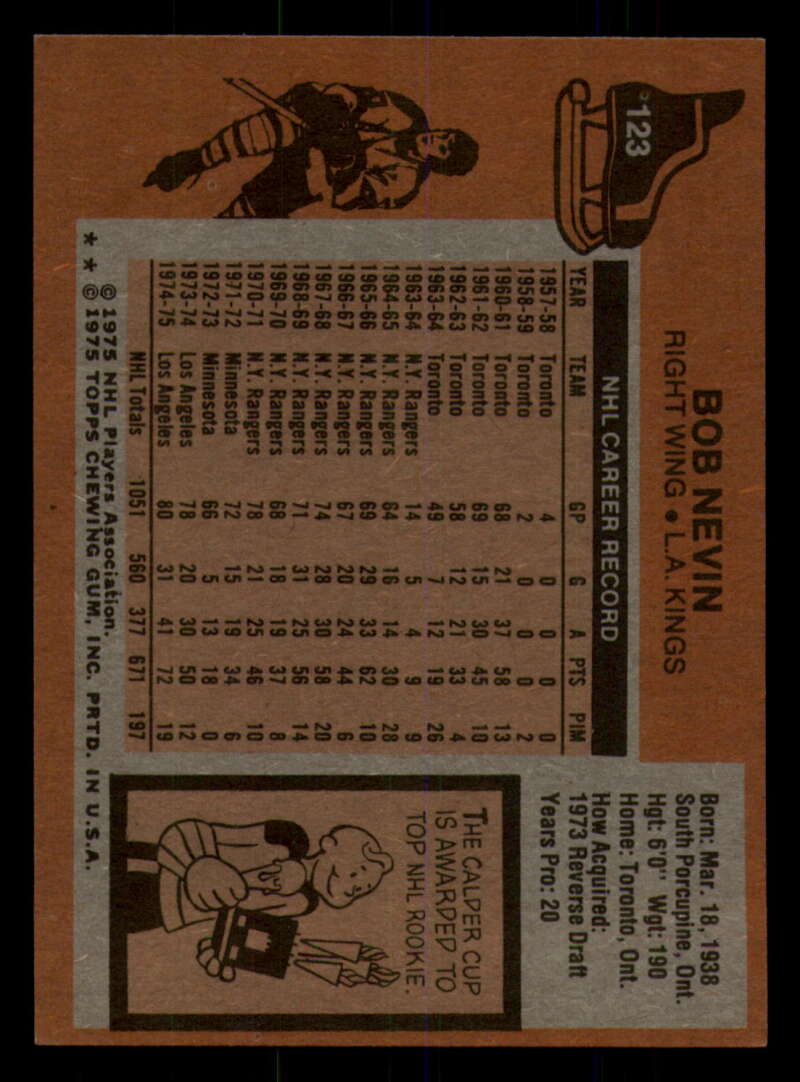 123
BOB NEVIN
RIGHT WING • L.A. KINGS
Born: Mar. 18, 1938
South Porcupine, Ont.
Hgt: 6'0" Wgt: 190
Home: Toronto, Ont.
How Acquired:
1973 Reverse Draft
Years Pro: 20
NHL CAREER RECORD
YEAR TEAM GP G A PTS PIM
1957-58 Toronto 4 0 0 0 0
1958-59 Toronto 2 0 0 0 2
1960-61 Toronto 68 21 37 58 13
1961-62 Toronto 69 15 30 45 10
1962-63 Toronto 58 12 21 33 4
1963-64 Toronto 49 7 12 19 26
1963-64 N.Y. Rangers 14 5 4 9 9
1964-65 N.Y. Rangers 64 16 14 30 28
1965-66 N.Y. Rangers 69 29 33 62 10
1966-67 N.Y. Rangers 67 20 24 44 6
1967-68 N.Y. Rangers 74 28 30 58 20
1968-69 N.Y. Rangers 71 31 25 56 14
1969-70 N.Y. Rangers 68 18 19 37 8
1970-71 N.Y. Rangers 78 21 25 46 10
1971-72 Minnesota 72 15 19 34 6
1972-73 Minnesota 66 5 13 18 0
1973-74 Los Angeles 78 20 30 50 12
1974-75 Los Angeles 80 31 41 72 19
NHL Totals 1051 560 377 671 197
THE CALDER CUP
IS AWARDED TO
TOP NHL ROOKIE.
© 1975 NHL Players Association.
* * © 1975 TOPPS CHEWING GUM, INC. PRTD. IN U.S.A.